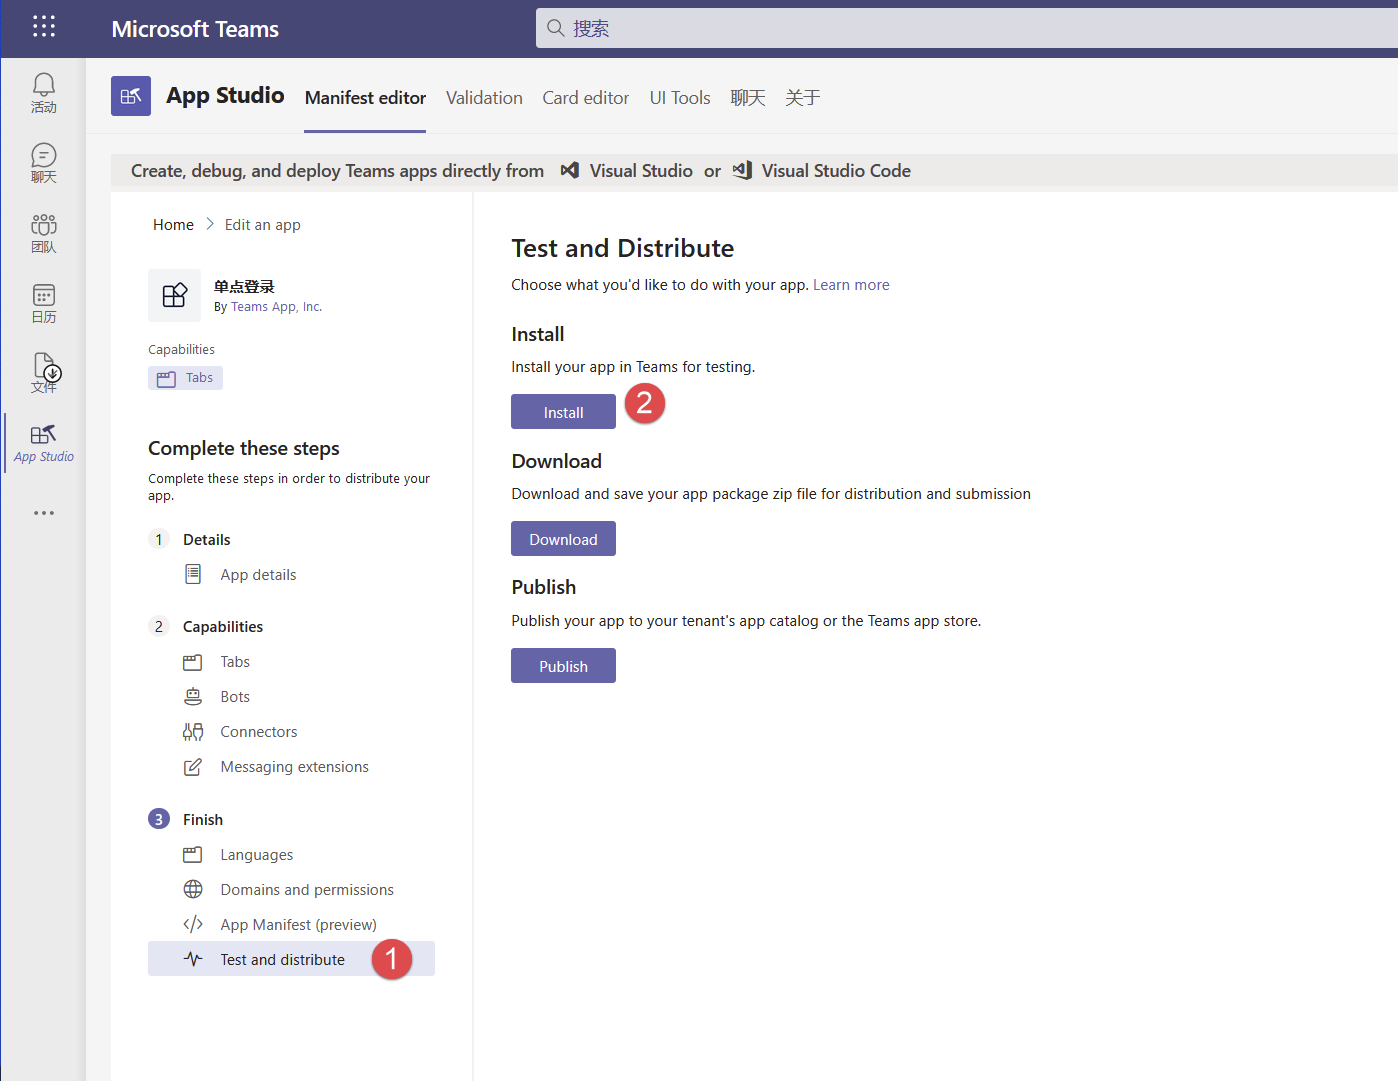 Microsoft Teams
搜索
活动
聊天
团队
日历
文件
App Studio
App Studio
Manifest editor
Validation
Card editor
UI Tools
聊天
关于
Create, debug, and deploy Teams apps directly from Visual Studio or Visual Studio Code
Home > Edit an app
单点登录
By Teams App, Inc.
Capabilities
Tabs
Complete these steps
Complete these steps in order to distribute your
app.
1 Details
App details
2 Capabilities
Tabs
Bots
Connectors
Messaging extensions
3 Finish
Languages
Domains and permissions
App Manifest (preview)
Test and distribute 1
Test and Distribute
Choose what you'd like to do with your app. Learn more
Install
Install your app in Teams for testing.
Install 2
Download
Download and save your app package zip file for distribution and submission
Download
Publish
Publish your app to your tenant's app catalog or the Teams app store.
Publish